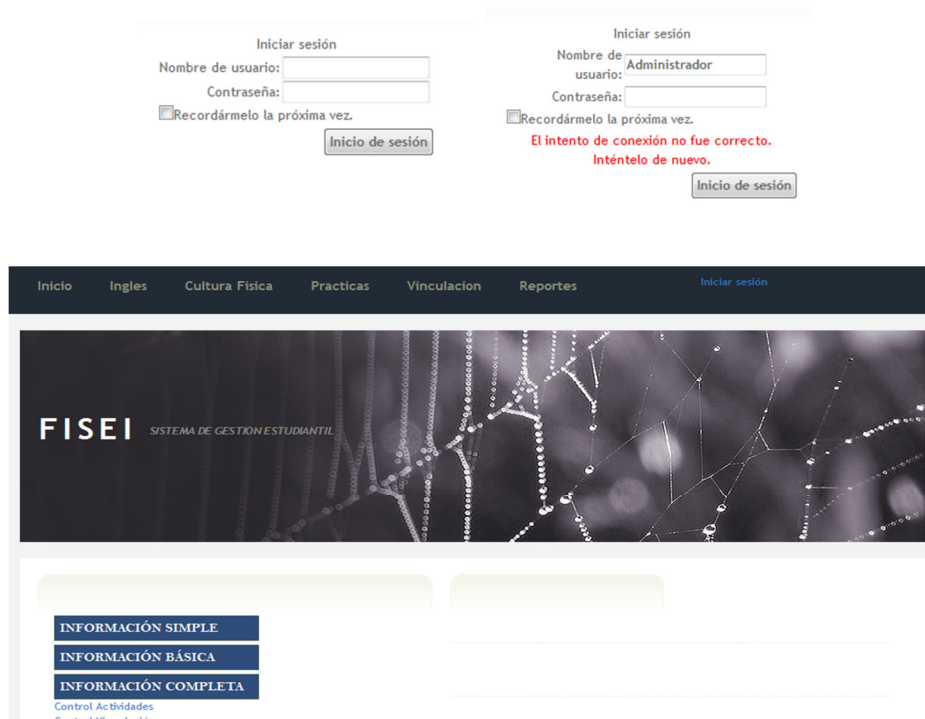 Iniciar sesión
Nombre de usuario:
Contraseña:
Recordármelo la próxima vez.
Inicio de sesión
Iniciar sesión
Nombre de
usuario:
Administrador
Contraseña:
Recordármelo la próxima vez.
El intento de conexión no fue correcto.
Inténtelo de nuevo.
Inicio de sesión
Inicio Ingles Cultura Fisica Practicas Vinculacion Reportes Iniciar sesión
FISEI SISTEMA DE GESTION ESTUDIANTIL
INFORMACIÓN SIMPLE
INFORMACIÓN BÁSICA
INFORMACIÓN COMPLETA
Control Actividades